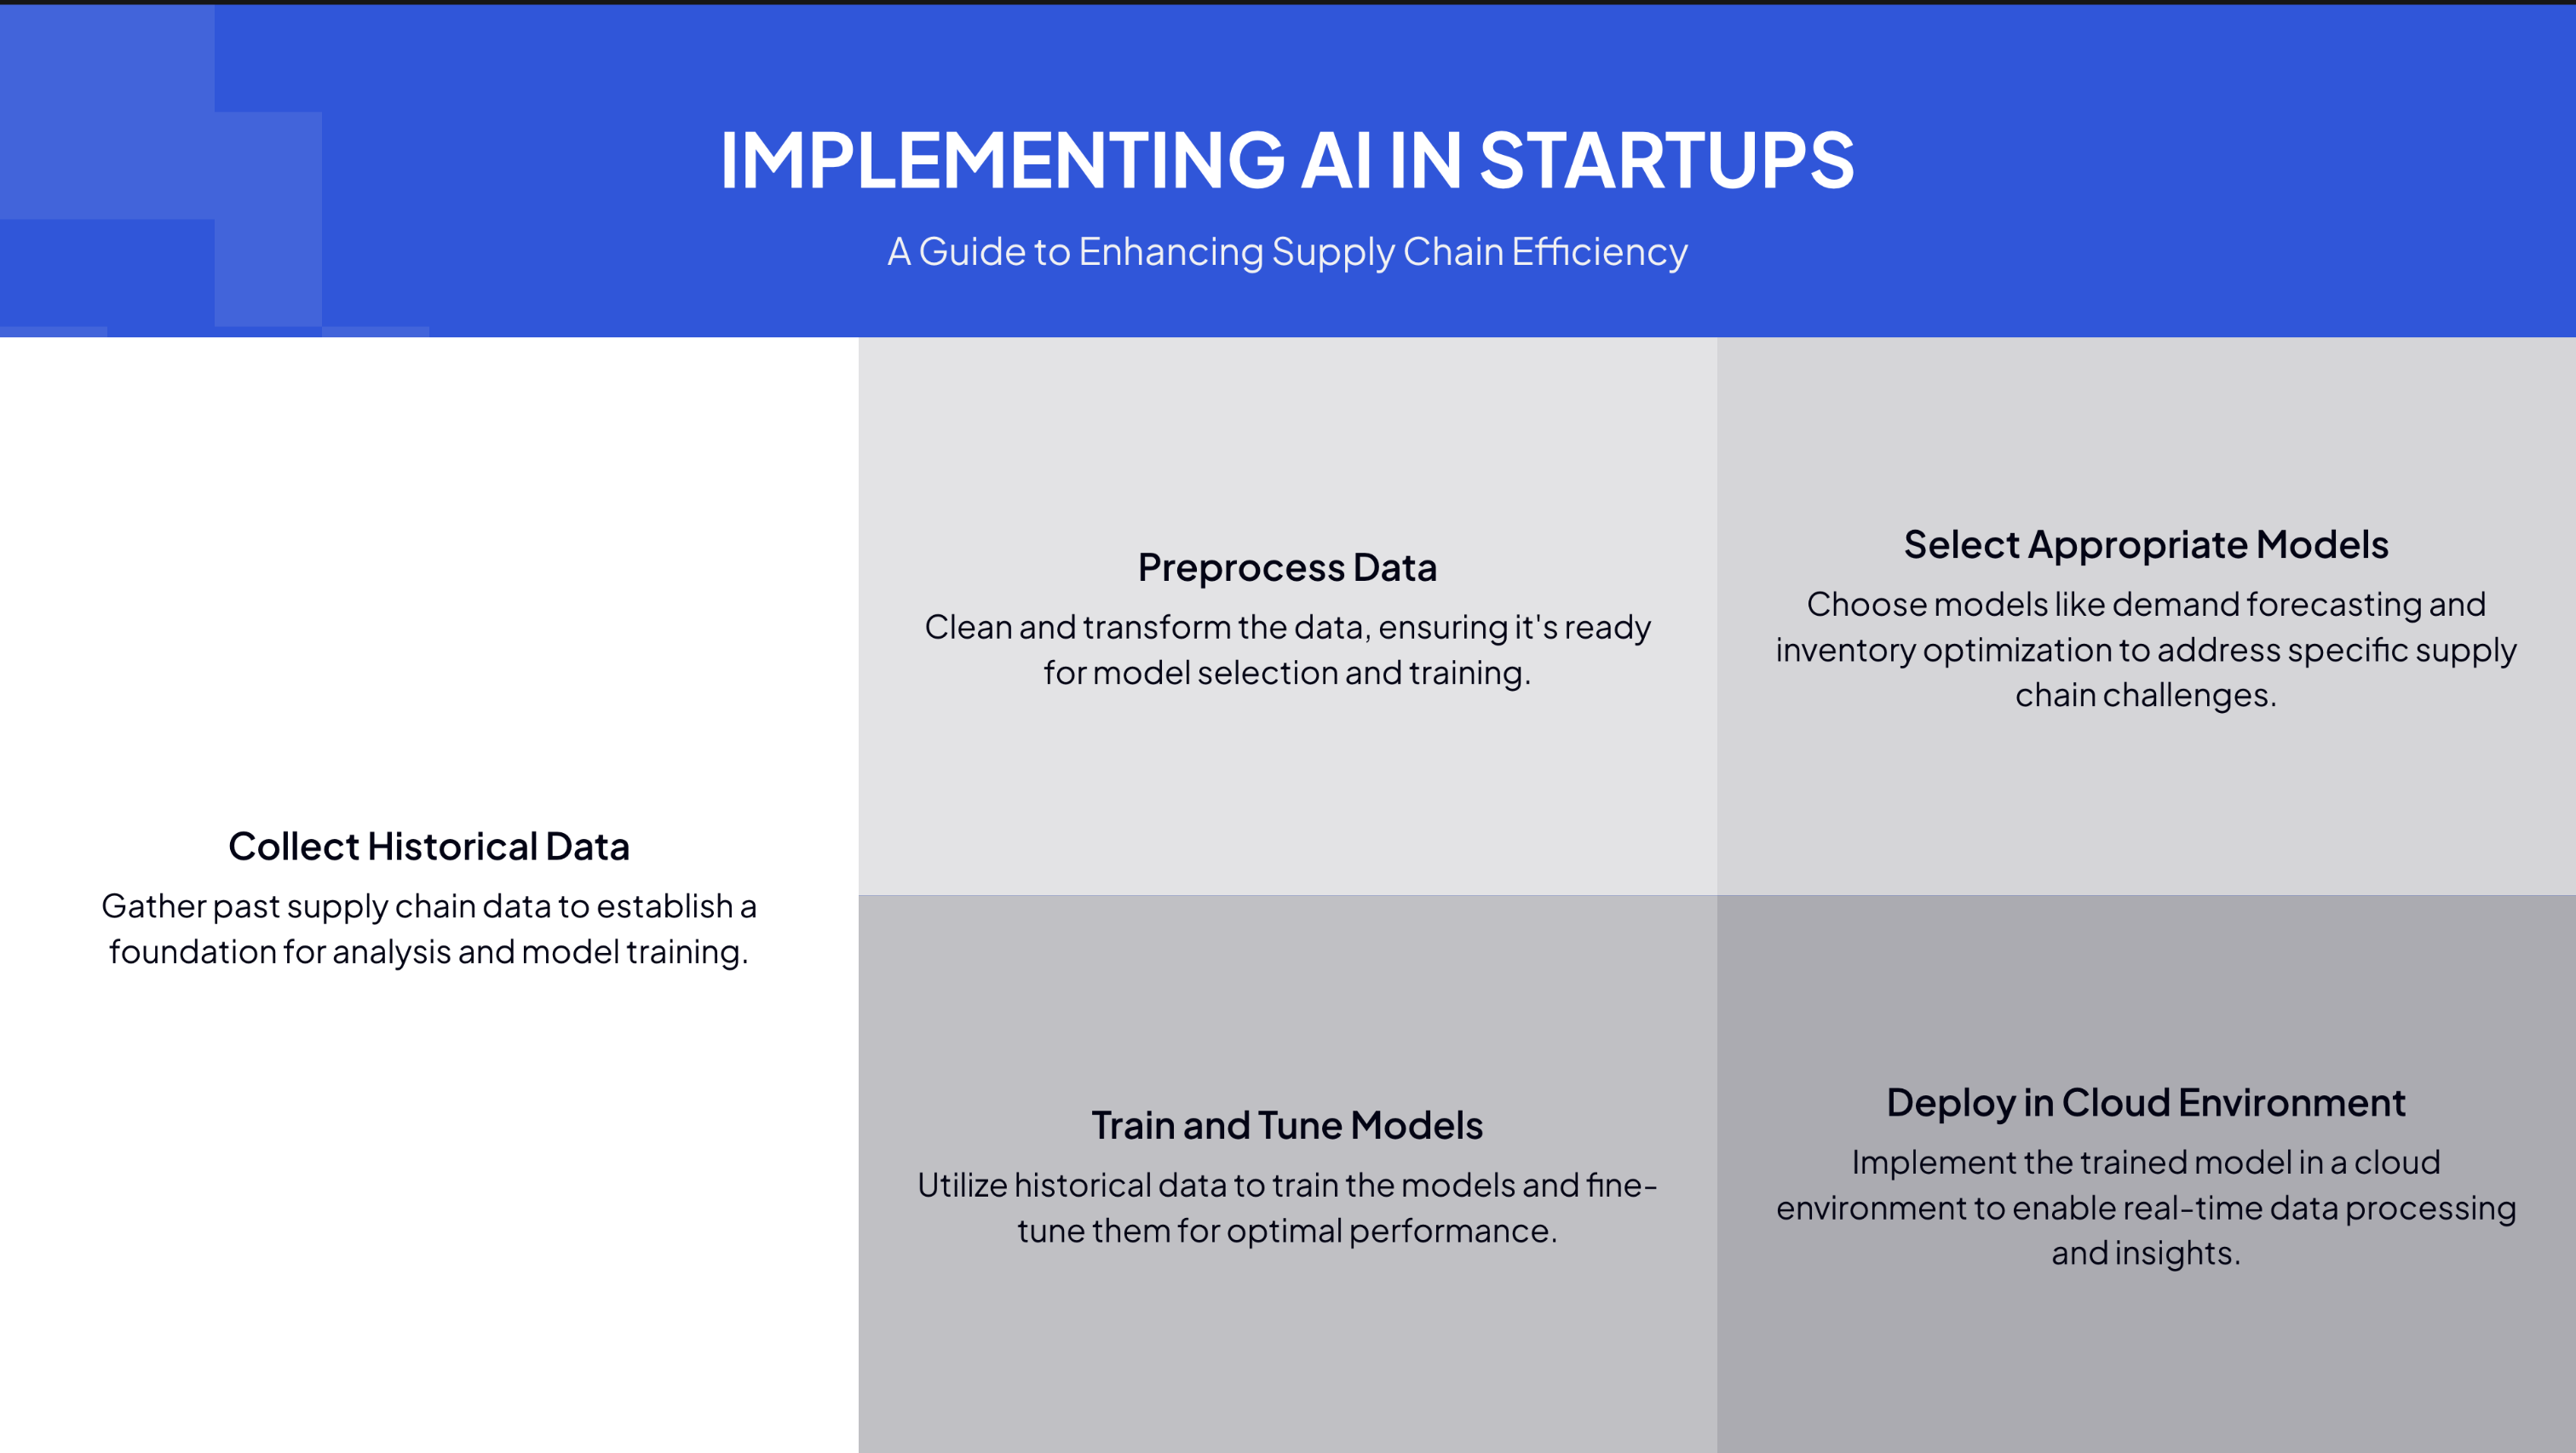 IMPLEMENTING AI IN STARTUPS
A Guide to Enhancing Supply Chain Efficiency
Collect Historical Data
Gather past supply chain data to establish a
foundation for analysis and model training.
Preprocess Data
Clean and transform the data, ensuring it's ready
for model selection and training.
Select Appropriate Models
Choose models like demand forecasting and
inventory optimization to address specific supply
chain challenges.
Train and Tune Models
Utilize historical data to train the models and fine-
tune them for optimal performance.
Deploy in Cloud Environment
Implement the trained model in a cloud
environment to enable real-time data processing
and insights.